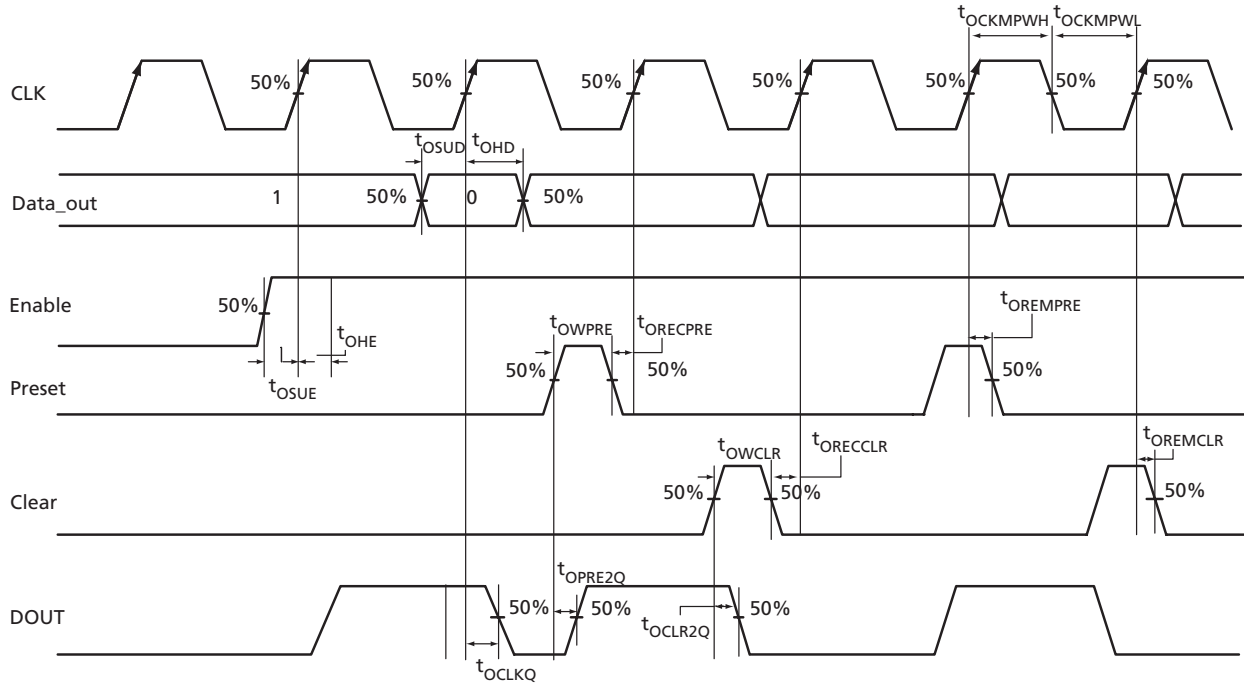 tOCKMPWH tOCKMPWL
CLK 50% 50% 50% 50% 50% 50% 50%
tOSUD tOHD
Data_out 1 50% 0 50%
Enable 50%
tOHE tOWPRE tORECPRE tOREMPRE
tOSUE
Preset 50% 50% 50%
tOWCLR tORECCLR tOREMCLR
Clear 50% 50% 50%
tOPRE2Q
DOUT 50% 50% 50%
tOCLR2Q
tOCLKQ